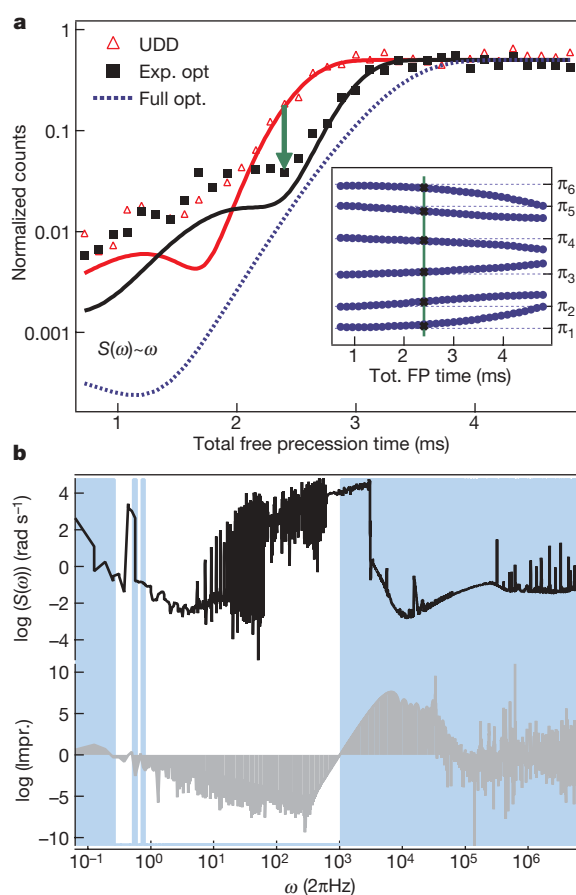 a
1
0.1
0.01
0.001
Normalized counts
UDD
Exp. opt
Full opt.
S(ω)~ω
π6
π5
π4
π3
π2
π1
2 3 4
Tot. FP time (ms)
1 2 3 4
Total free precession time (ms)
b
4
2
0
−2
−4
log (S(ω)) (rad s⁻¹)
10
5
0
−5
−10
log (Impr.)
10⁻¹ 10⁰ 10¹ 10² 10³ 10⁴ 10⁵ 10⁶
ω (2πHz)